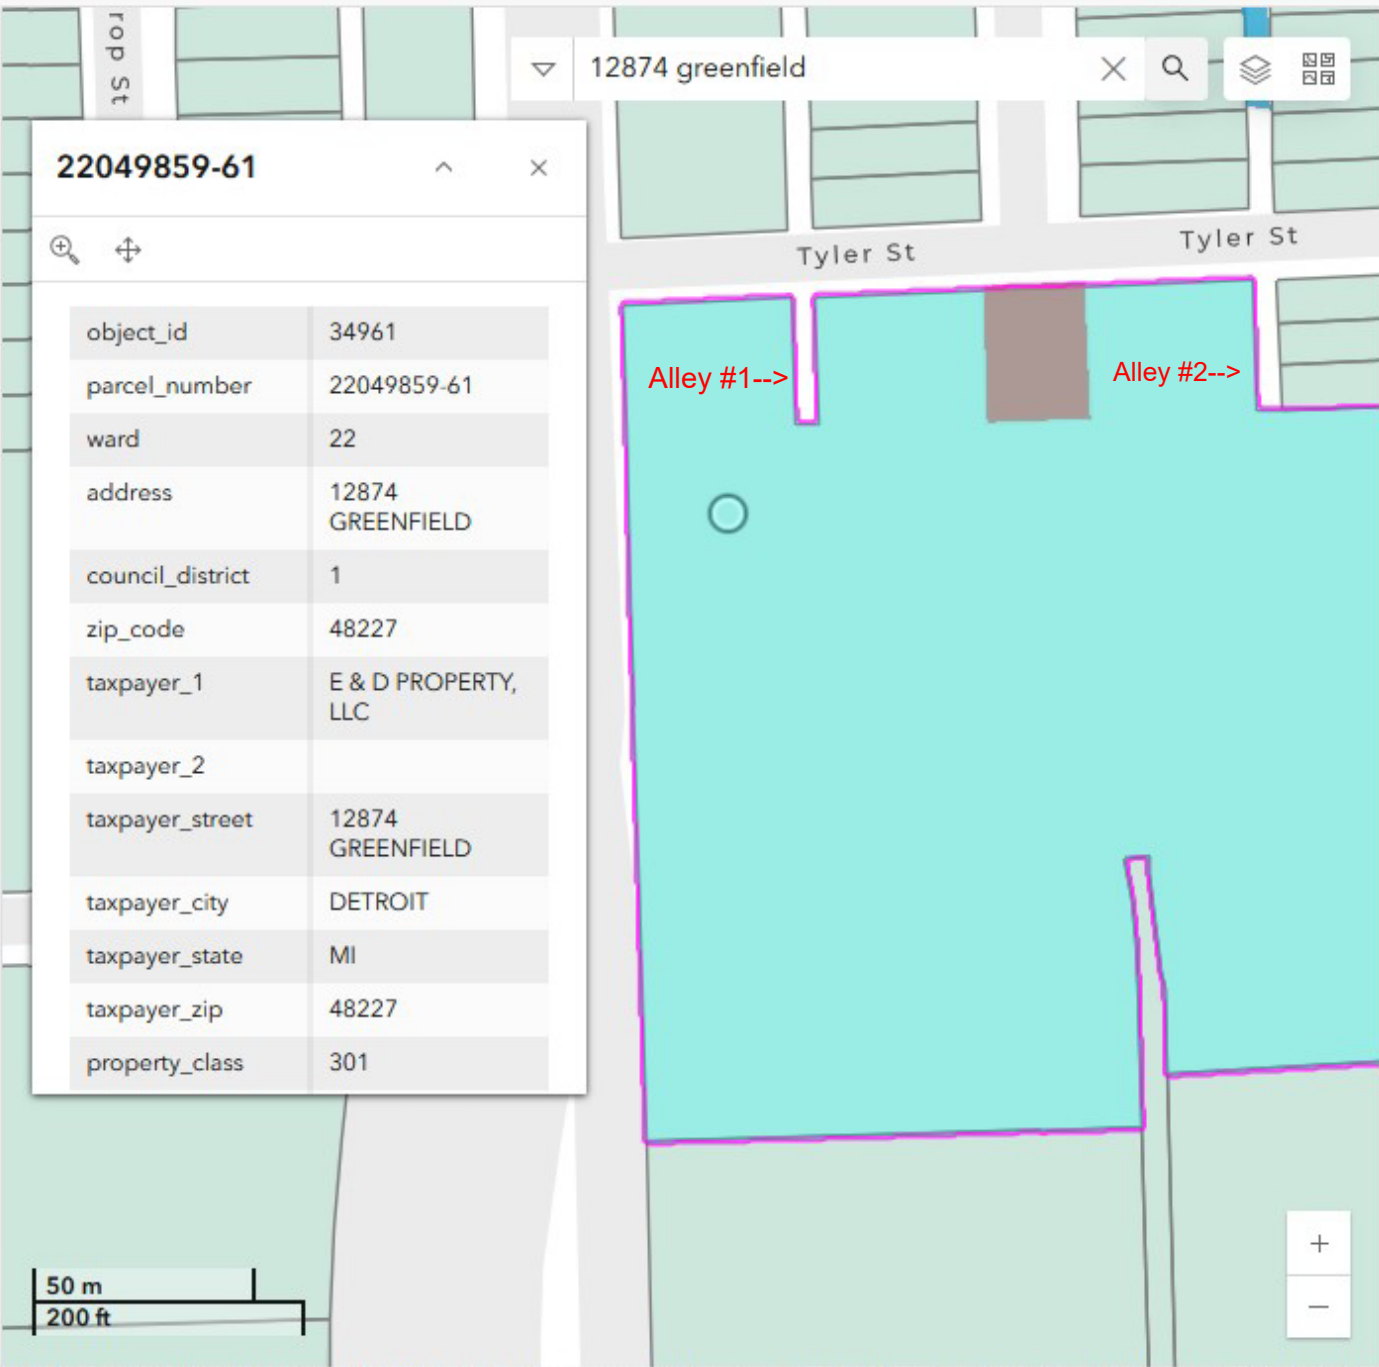 rop St
12874 greenfield
22049859-61
Tyler St
Tyler St
object_id 34961
parcel_number 22049859-61
ward 22
address 12874
GREENFIELD
council_district 1
zip_code 48227
taxpayer_1 E & D PROPERTY,
LLC
taxpayer_2
taxpayer_street 12874
GREENFIELD
taxpayer_city DETROIT
taxpayer_state MI
taxpayer_zip 48227
property_class 301
Alley #1-->
Alley #2-->
50 m
200 ft
+
−